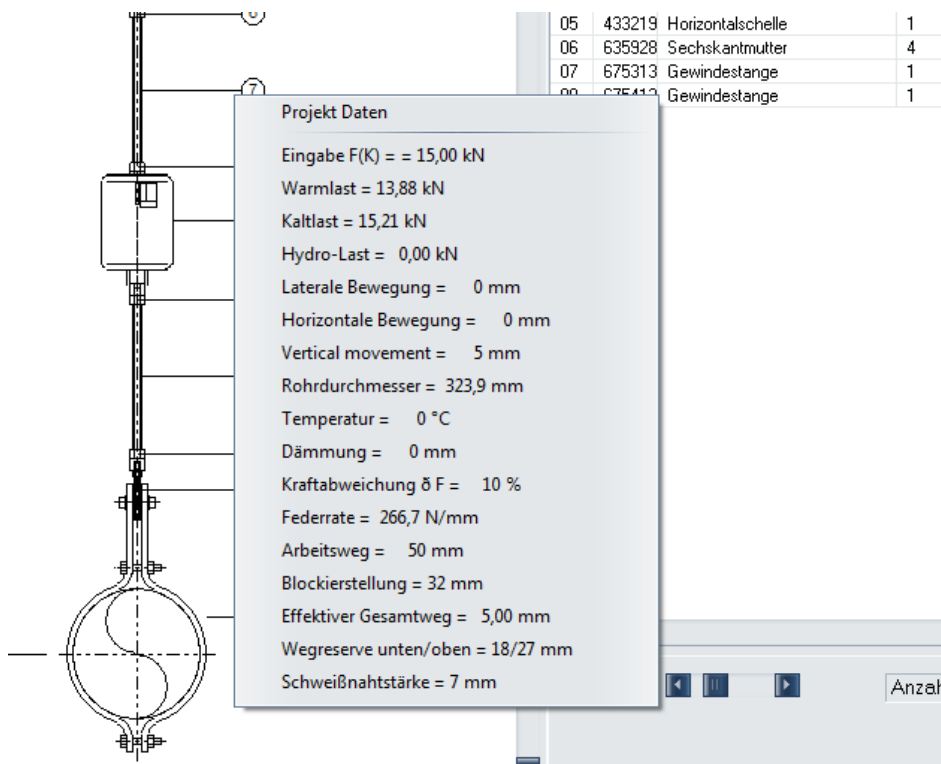 6
05 433219 Horizontalschelle 1
06 635928 Sechskantmutter 4
07 675313 Gewindestange 1
7
Gewindestange 1
Projekt Daten
Eingabe F(K) = = 15,00 kN
Warmlast = 13,88 kN
Kaltlast = 15,21 kN
Hydro-Last = 0,00 kN
Laterale Bewegung = 0 mm
Horizontale Bewegung = 0 mm
Vertical movement = 5 mm
Rohrdurchmesser = 323,9 mm
Temperatur = 0 °C
Dämmung = 0 mm
Kraftabweichung δ F = 10 %
Federrate = 266,7 N/mm
Arbeitsweg = 50 mm
Blockierstellung = 32 mm
Effektiver Gesamtweg = 5,00 mm
Wegreserve unten/oben = 18/27 mm
Schweißnahtstärke = 7 mm
Anzah